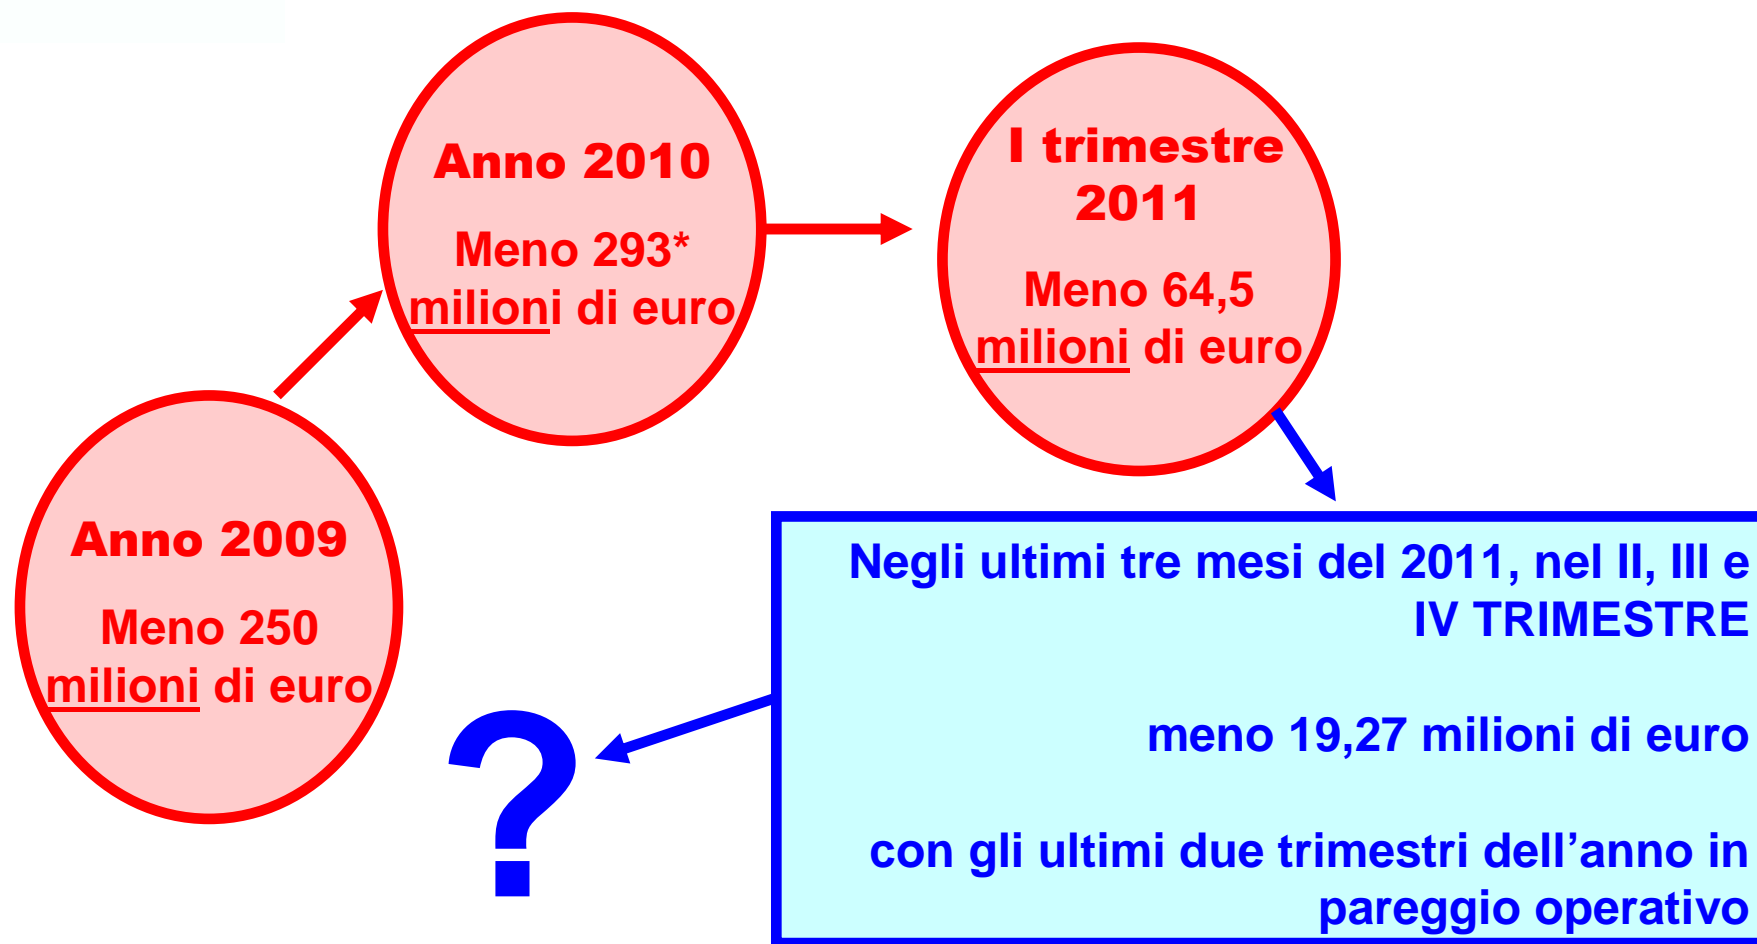 Anno 2009
Meno 250
milioni di euro
Anno 2010
Meno 293*
milioni di euro
I trimestre
2011
Meno 64,5
milioni di euro
Negli ultimi tre mesi del 2011, nel II, III e
IV TRIMESTRE
meno 19,27 milioni di euro
con gli ultimi due trimestri dell’anno in
pareggio operativo
?